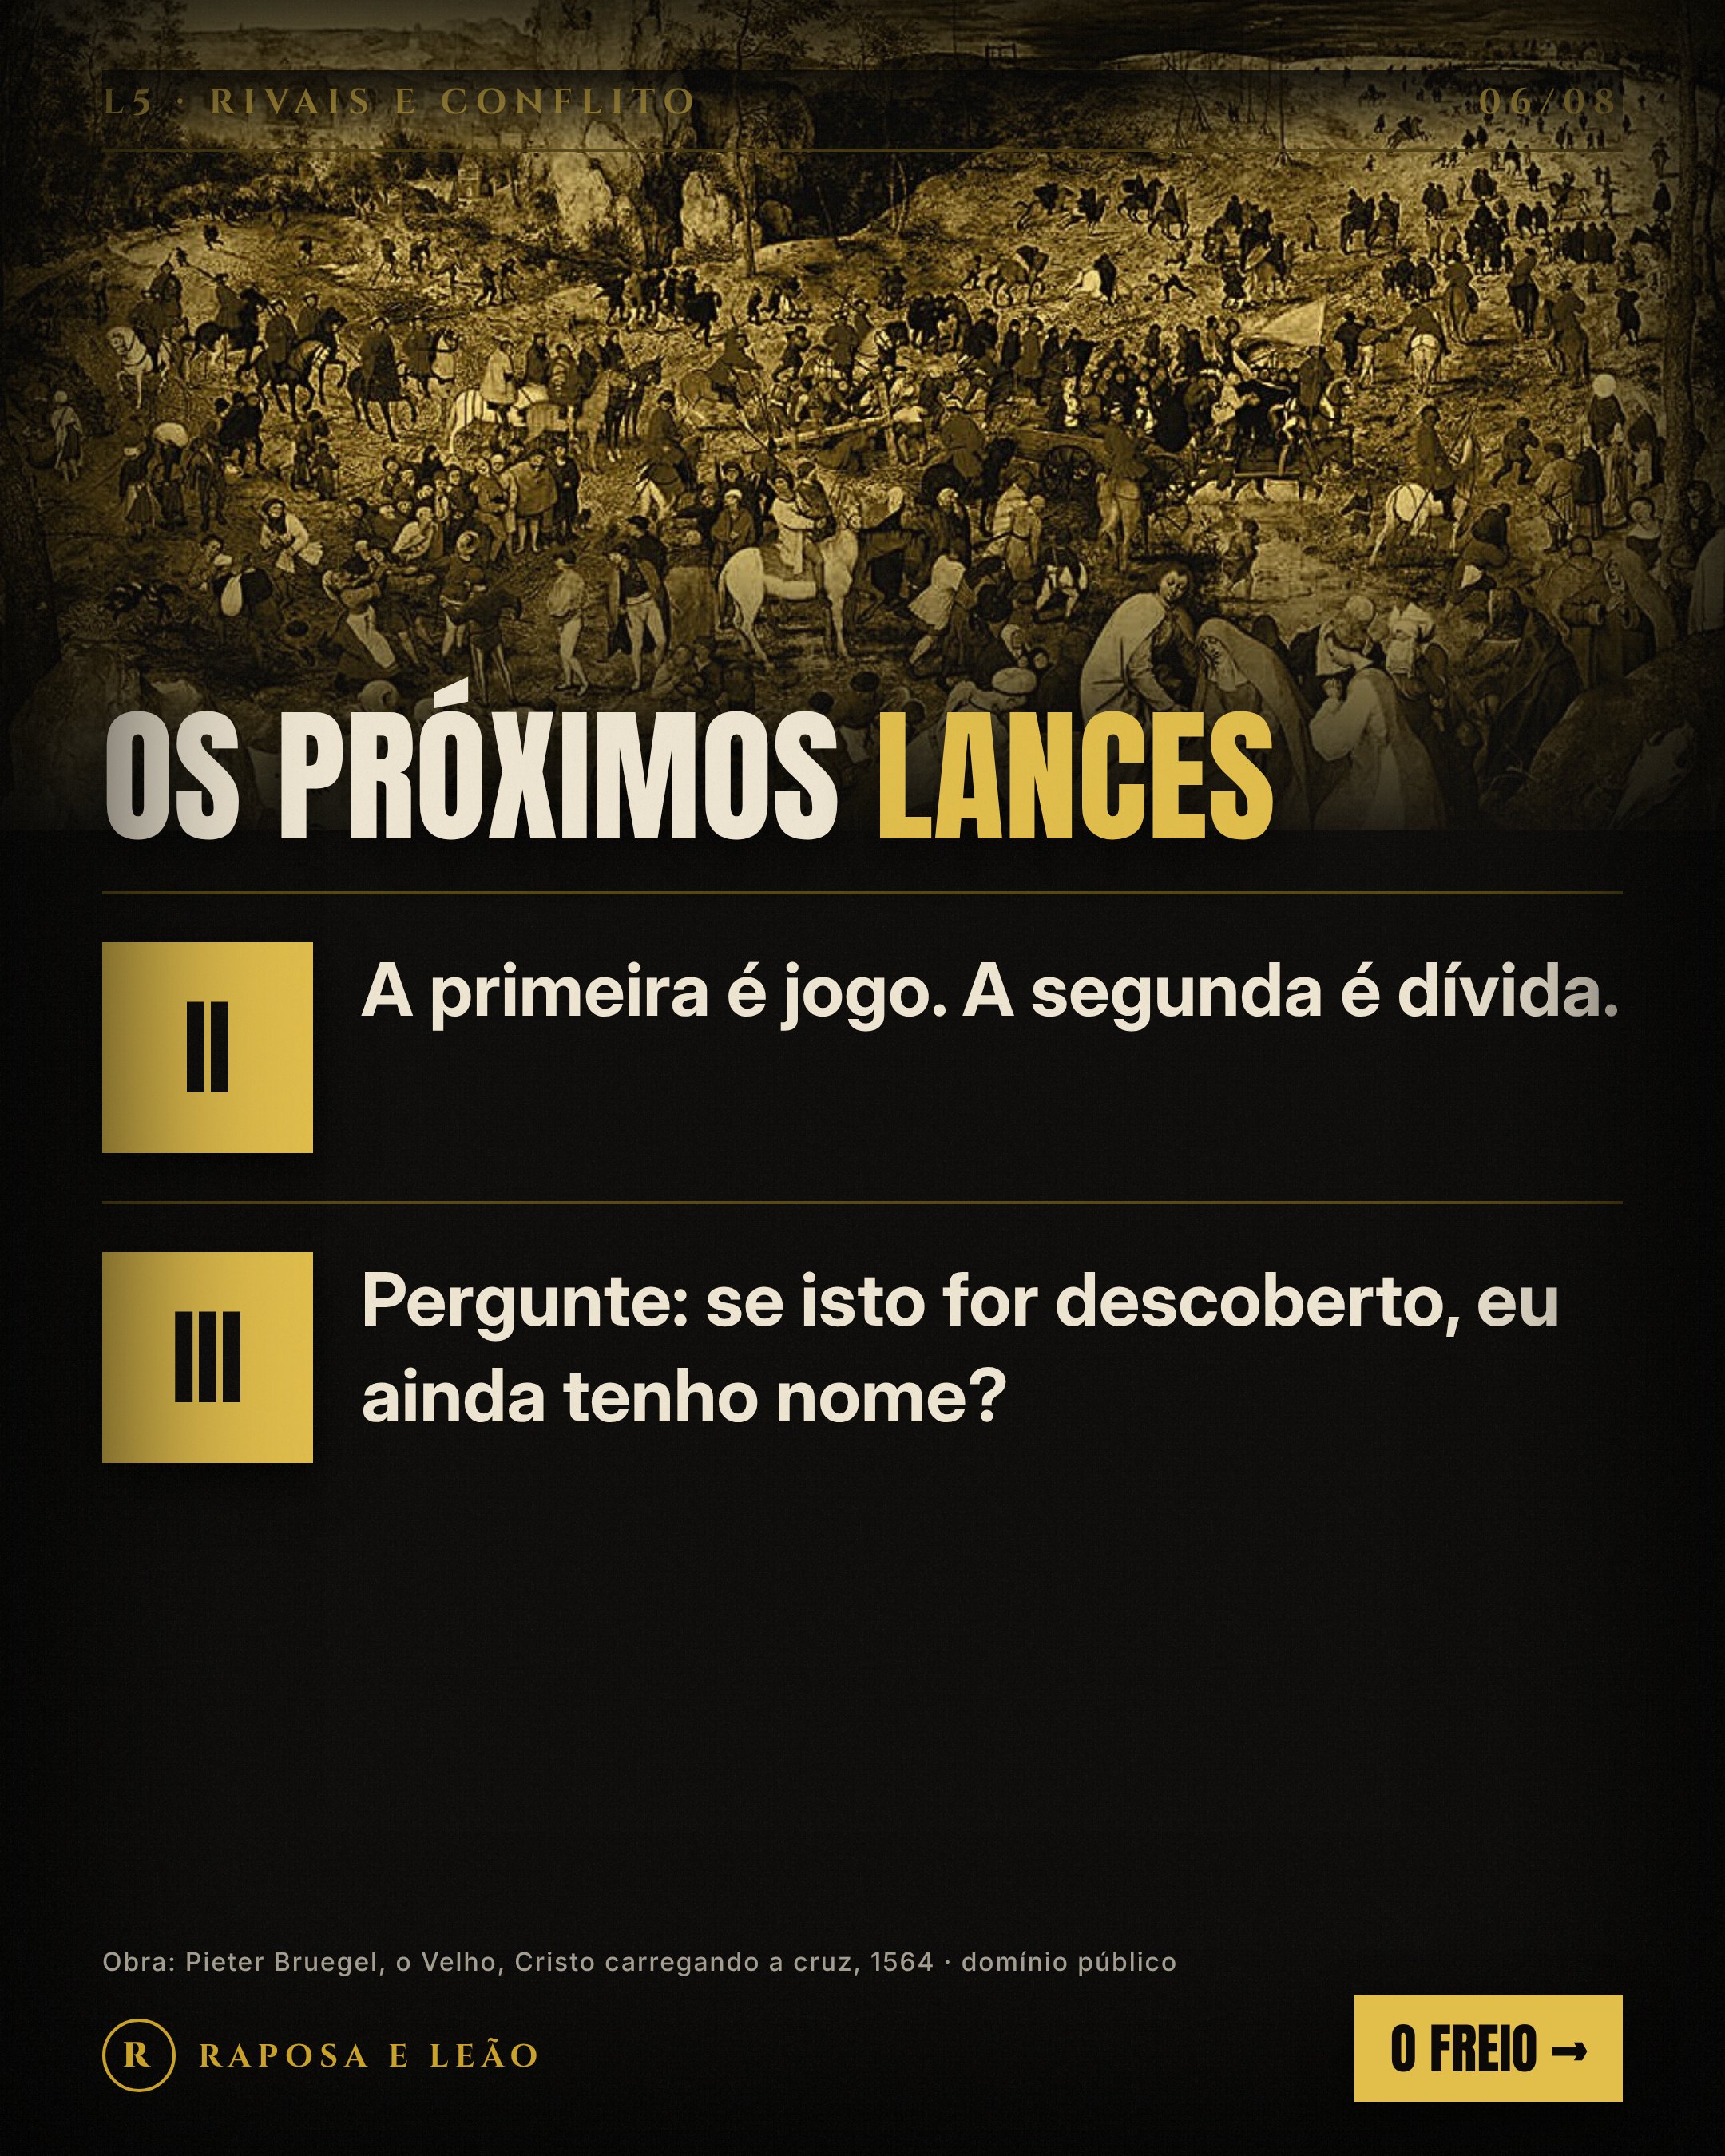 L5 · RIVAIS E CONFLITO
06/08
OS PRÓXIMOS LANCES
II
A primeira é jogo. A segunda é dívida.
III
Pergunte: se isto for descoberto, eu
ainda tenho nome?
Obra: Pieter Bruegel, o Velho, Cristo carregando a cruz, 1564 · domínio público
R RAPOSA E LEÃO
O FREIO →